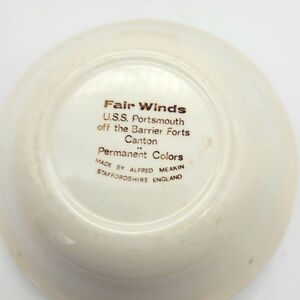 Fair Winds
U.S.S. Portsmouth
off the Barrier Forts
Canton
Permanent Colors
MADE BY ALFRED MEAKIN
STAFFORDSHIRE ENGLAND